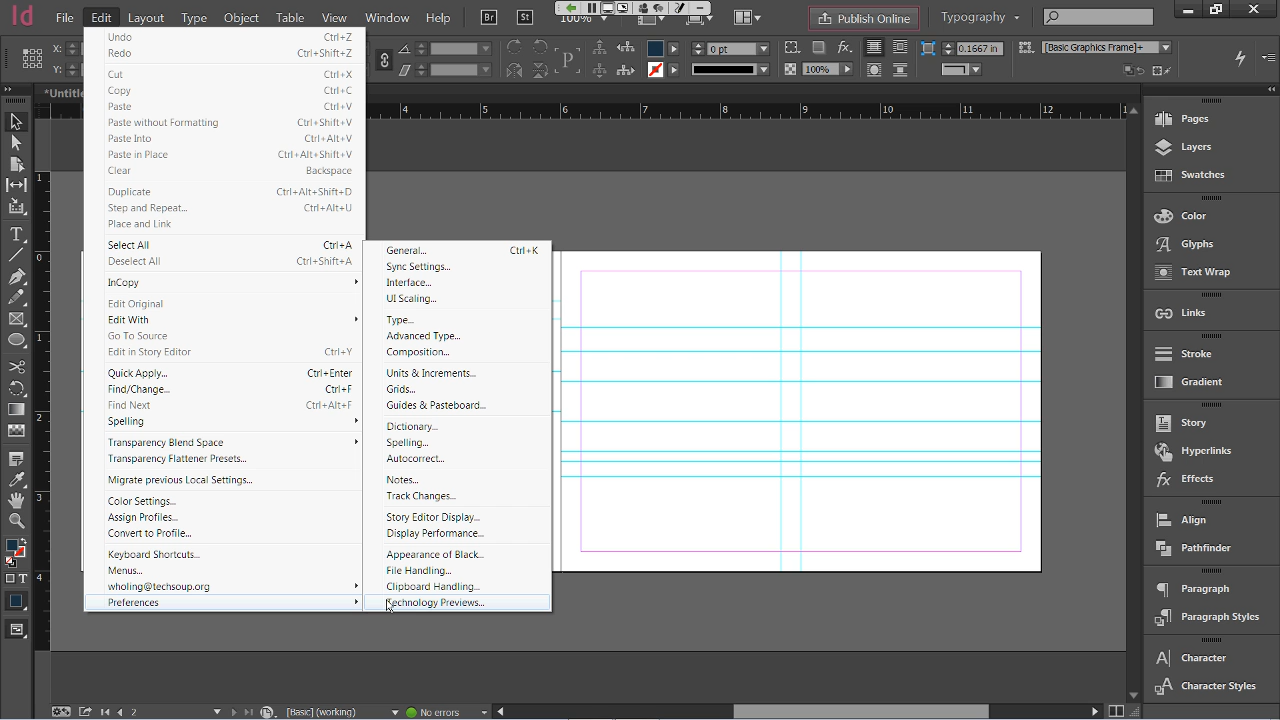 Id File Edit Layout Type Object Table View Window Help Br St 100% Publish Online Typography
X: Y: P 0 pt fx. 100% 0.1667 in [Basic Graphics Frame]+
*Untitle
4 5 6 7 8 9 10 11 12
1
0
1
2
3
4
Undo Ctrl+Z
Redo Ctrl+Shift+Z
Cut Ctrl+X
Copy Ctrl+C
Paste Ctrl+V
Paste without Formatting Ctrl+Shift+V
Paste Into Ctrl+Alt+V
Paste in Place Ctrl+Alt+Shift+V
Clear Backspace
Duplicate Ctrl+Alt+Shift+D
Step and Repeat... Ctrl+Alt+U
Place and Link
Select All Ctrl+A
Deselect All Ctrl+Shift+A
InCopy
Edit Original
Edit With
Go To Source
Edit in Story Editor Ctrl+Y
Quick Apply... Ctrl+Enter
Find/Change... Ctrl+F
Find Next Ctrl+Alt+F
Spelling
Transparency Blend Space
Transparency Flattener Presets...
Migrate previous Local Settings...
Color Settings...
Assign Profiles...
Convert to Profile...
Keyboard Shortcuts...
Menus...
wholing@techsoup.org
Preferences
General... Ctrl+K
Sync Settings...
Interface...
UI Scaling...
Type...
Advanced Type...
Composition...
Units & Increments...
Grids...
Guides & Pasteboard...
Dictionary...
Spelling...
Autocorrect...
Notes...
Track Changes...
Story Editor Display...
Display Performance...
Appearance of Black...
File Handling...
Clipboard Handling...
Technology Previews...
Pages
Layers
Swatches
Color
Glyphs
Text Wrap
Links
Stroke
Gradient
Story
Hyperlinks
Effects
Align
Pathfinder
Paragraph
Paragraph Styles
Character
Character Styles
2 [Basic] (working) No errors